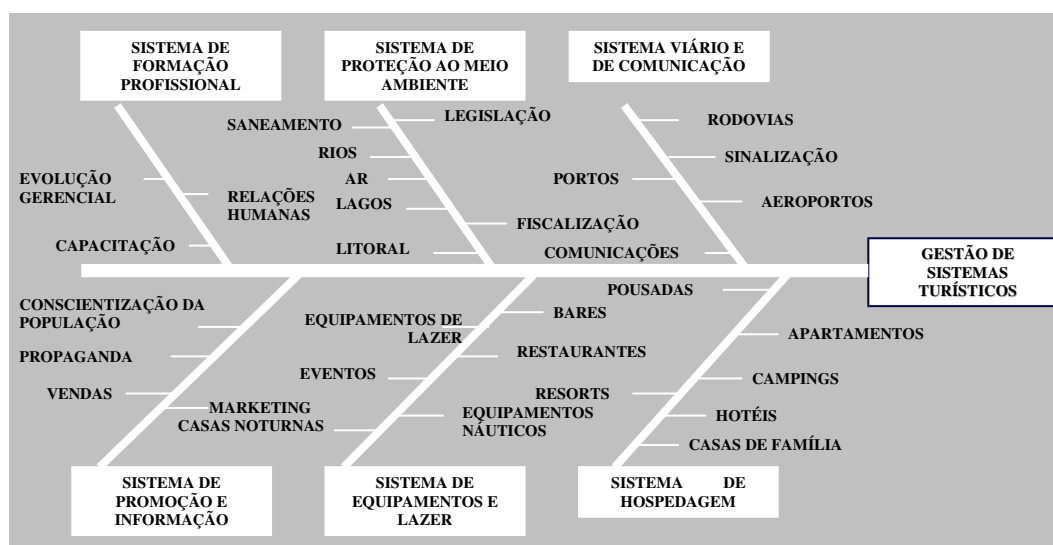 SISTEMA DE
FORMAÇÃO
PROFISSIONAL
SISTEMA DE
PROTEÇÃO AO MEIO
AMBIENTE
SISTEMA VIÁRIO E
DE COMUNICAÇÃO
EVOLUÇÃO
GERENCIAL
RELAÇÕES
HUMANAS
CAPACITAÇÃO
SANEAMENTO
LEGISLAÇÃO
RIOS
AR
LAGOS
FISCALIZAÇÃO
LITORAL
RODOVIAS
SINALIZAÇÃO
PORTOS
AEROPORTOS
COMUNICAÇÕES
GESTÃO DE
SISTEMAS
TURÍSTICOS
CONSCIENTIZAÇÃO DA
POPULAÇÃO
PROPAGANDA
VENDAS
MARKETING
EQUIPAMENTOS DE
LAZER
BARES
RESTAURANTES
EVENTOS
EQUIPAMENTOS
NÁUTICOS
CASAS NOTURNAS
POUSADAS
APARTAMENTOS
CAMPINGS
RESORTS
HOTÉIS
CASAS DE FAMÍLIA
SISTEMA DE
PROMOÇÃO E
INFORMAÇÃO
SISTEMA DE
EQUIPAMENTOS E
LAZER
SISTEMA DE
HOSPEDAGEM